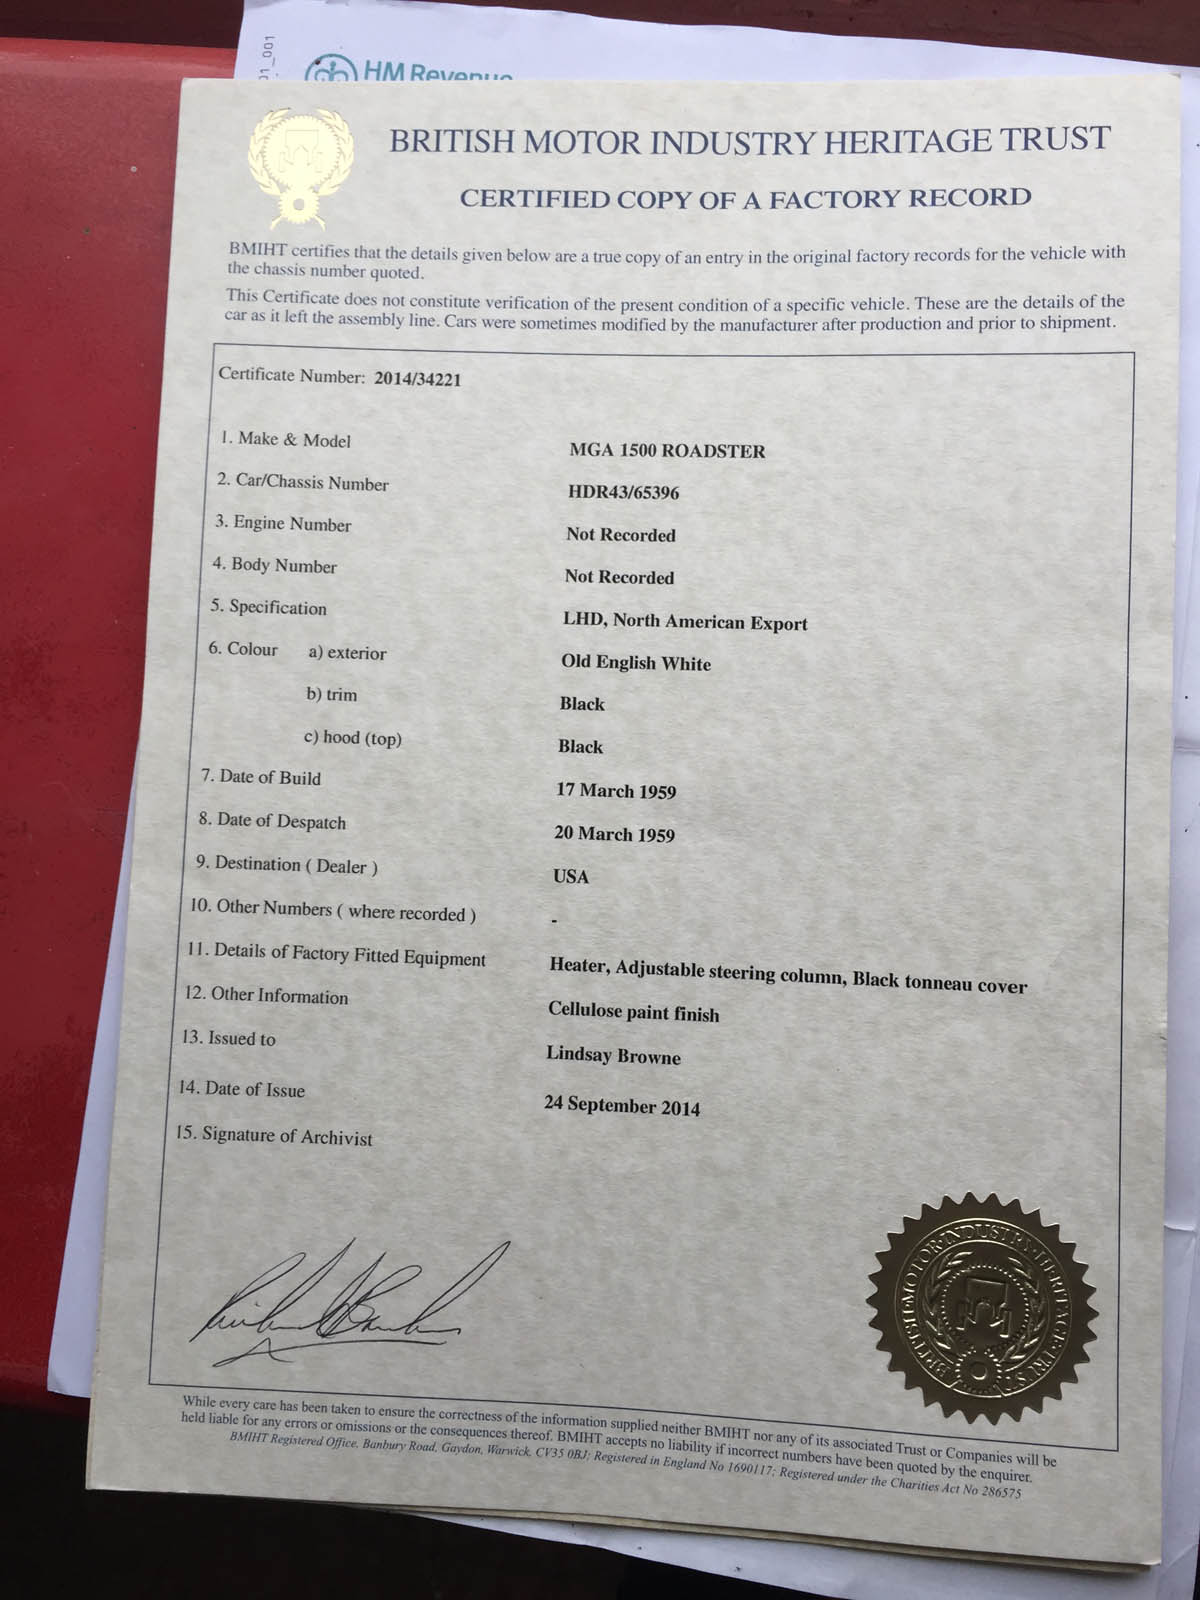 01_001
HM Revenue
BRITISH MOTOR INDUSTRY HERITAGE TRUST
CERTIFIED COPY OF A FACTORY RECORD
BMIHT certifies that the details given below are a true copy of an entry in the original factory records for the vehicle with
the chassis number quoted.
This Certificate does not constitute verification of the present condition of a specific vehicle. These are the details of the
car as it left the assembly line. Cars were sometimes modified by the manufacturer after production and prior to shipment.
Certificate Number: 2014/34221
1. Make & Model MGA 1500 ROADSTER
2. Car/Chassis Number HDR43/65396
3. Engine Number Not Recorded
4. Body Number Not Recorded
5. Specification LHD, North American Export
6. Colour a) exterior Old English White
b) trim Black
c) hood (top) Black
7. Date of Build 17 March 1959
8. Date of Despatch 20 March 1959
9. Destination ( Dealer ) USA
10. Other Numbers ( where recorded ) -
11. Details of Factory Fitted Equipment Heater, Adjustable steering column, Black tonneau cover
12. Other Information Cellulose paint finish
13. Issued to Lindsay Browne
14. Date of Issue 24 September 2014
15. Signature of Archivist
BRITISH MOTOR INDUSTRY HERITAGE TRUST
While every care has been taken to ensure the correctness of the information supplied neither BMIHT nor any of its associated Trust or Companies will be
held liable for any errors or omissions or the consequences thereof. BMIHT accepts no liability if incorrect numbers have been quoted by the enquirer.
BMIHT Registered Office, Banbury Road, Gaydon, Warwick, CV35 0BJ; Registered in England No 1690117; Registered under the Charities Act No 286575